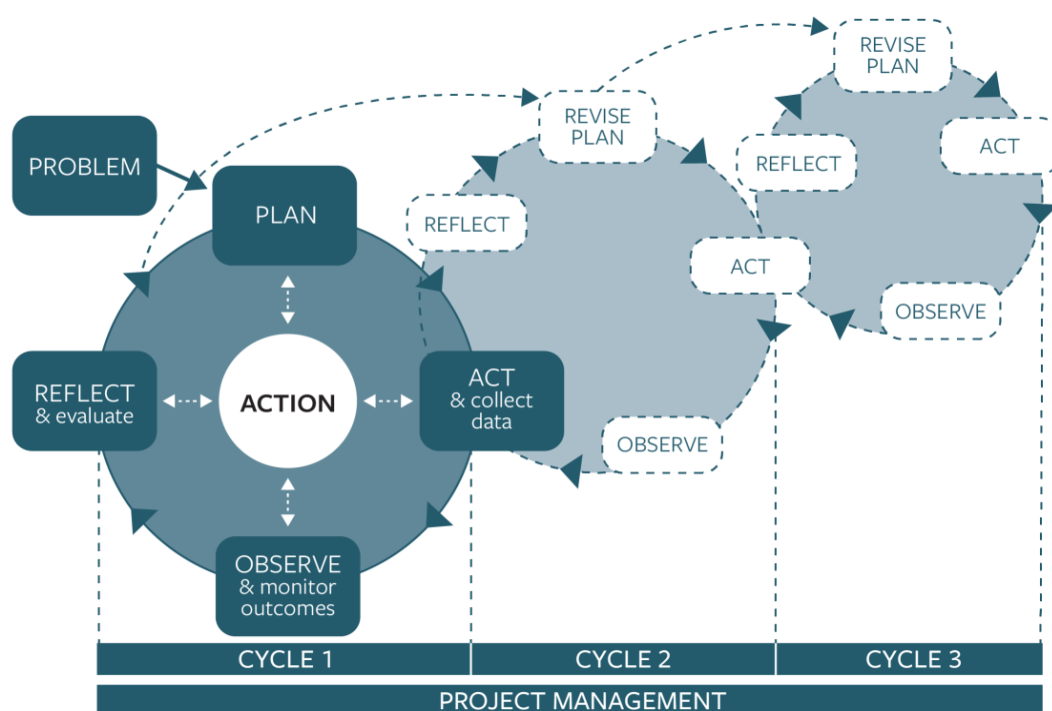 PROBLEM
PLAN
ACTION
REFLECT
& evaluate
ACT
& collect
data
OBSERVE
& monitor
outcomes
REVISE
PLAN
REFLECT
ACT
OBSERVE
REVISE
PLAN
REFLECT
ACT
OBSERVE
CYCLE 1
CYCLE 2
CYCLE 3
PROJECT MANAGEMENT